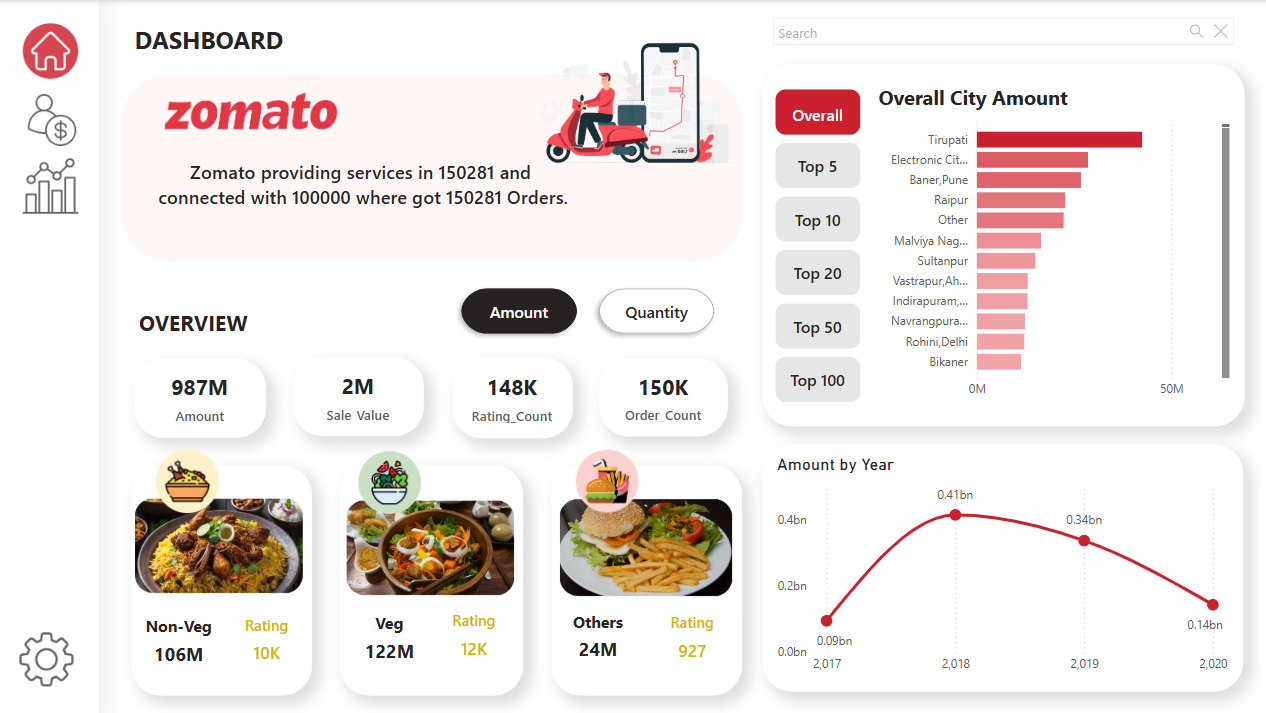 DASHBOARD
Search
zomato
Zomato providing services in 150281 and
connected with 100000 where got 150281 Orders.
OVERVIEW
Amount
Quantity
987M
Amount
2M
Sale Value
148K
Rating_Count
150K
Order_Count
Non-Veg
106M
Rating
10K
Veg
122M
Rating
12K
Others
24M
Rating
927
Overall
Top 5
Top 10
Top 20
Top 50
Top 100
Overall City Amount
Tirupati
Electronic Cit...
Baner,Pune
Raipur
Other
Malviya Nag...
Sultanpur
Vastrapur,Ah...
Indirapuram,...
Navrangpura...
Rohini,Delhi
Bikaner
0M
50M
Amount by Year
0.4bn
0.2bn
0.0bn
0.09bn
0.41bn
0.34bn
0.14bn
2,017
2,018
2,019
2,020